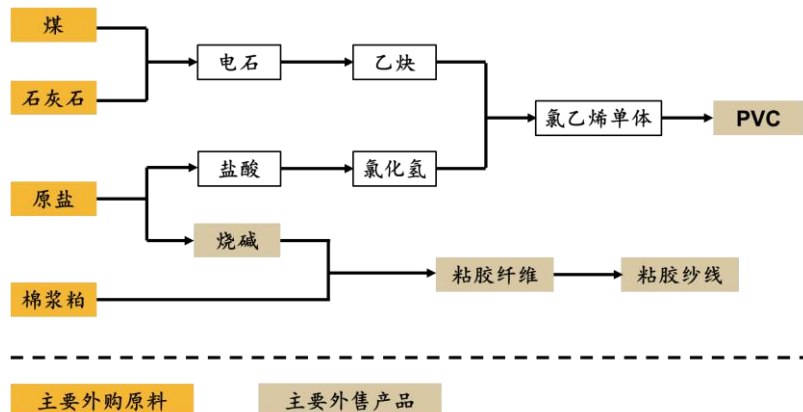 煤
电石
乙炔
石灰石
氯乙烯单体
PVC
盐酸
氯化氢
原盐
烧碱
粘胶纤维
粘胶纱线
棉浆粕
主要外购原料
主要外售产品